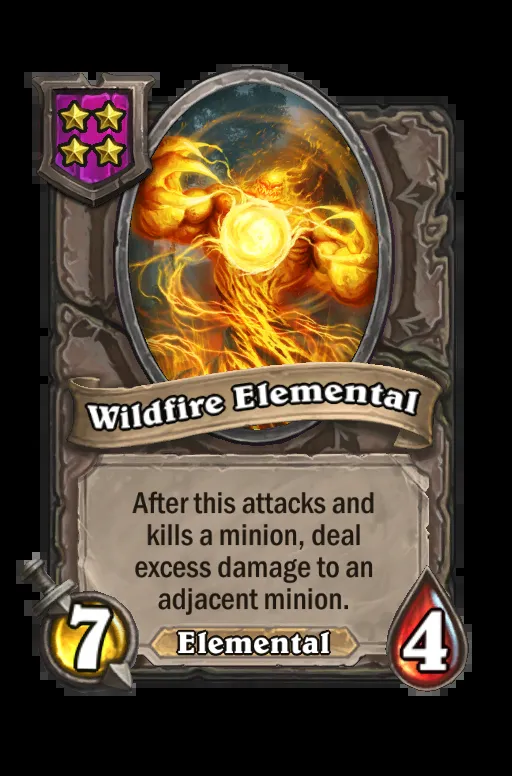 Wildfire Elemental
After this attacks and
kills a minion, deal
excess damage to an
adjacent minion.
7
Elemental
4